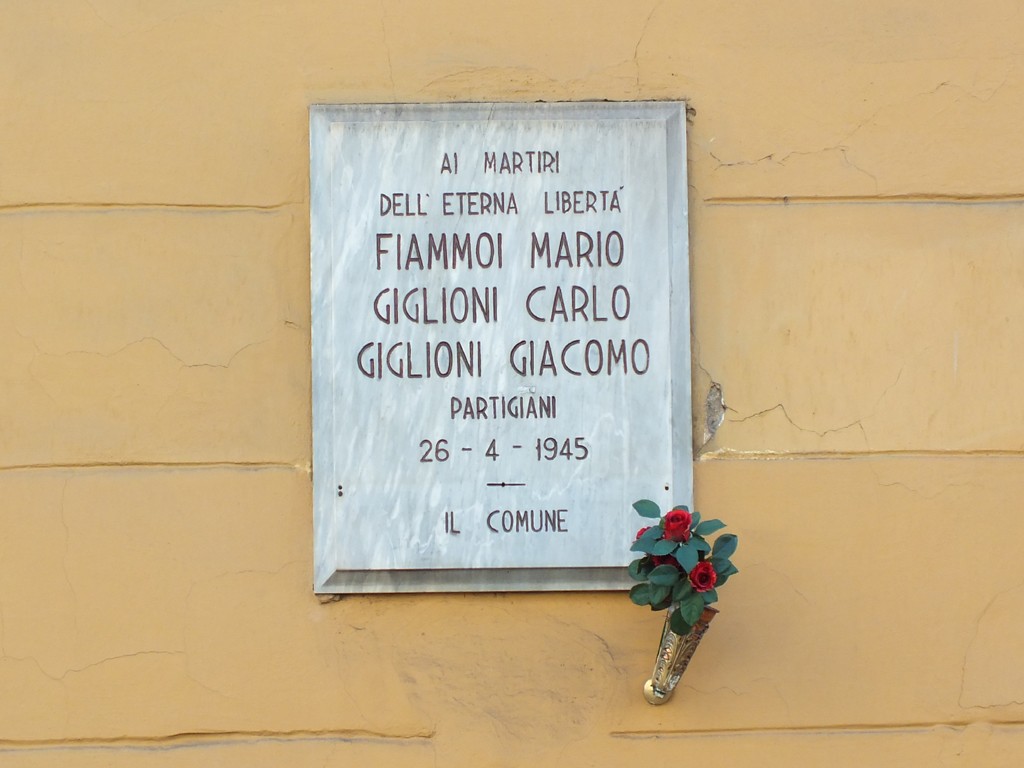 AI MARTIRI
DELL' ETERNA LIBERTÁ
FIAMMOI MARIO
GIGLIONI CARLO
GIGLIONI GIACOMO
PARTIGIANI
26 - 4 - 1945
IL COMUNE